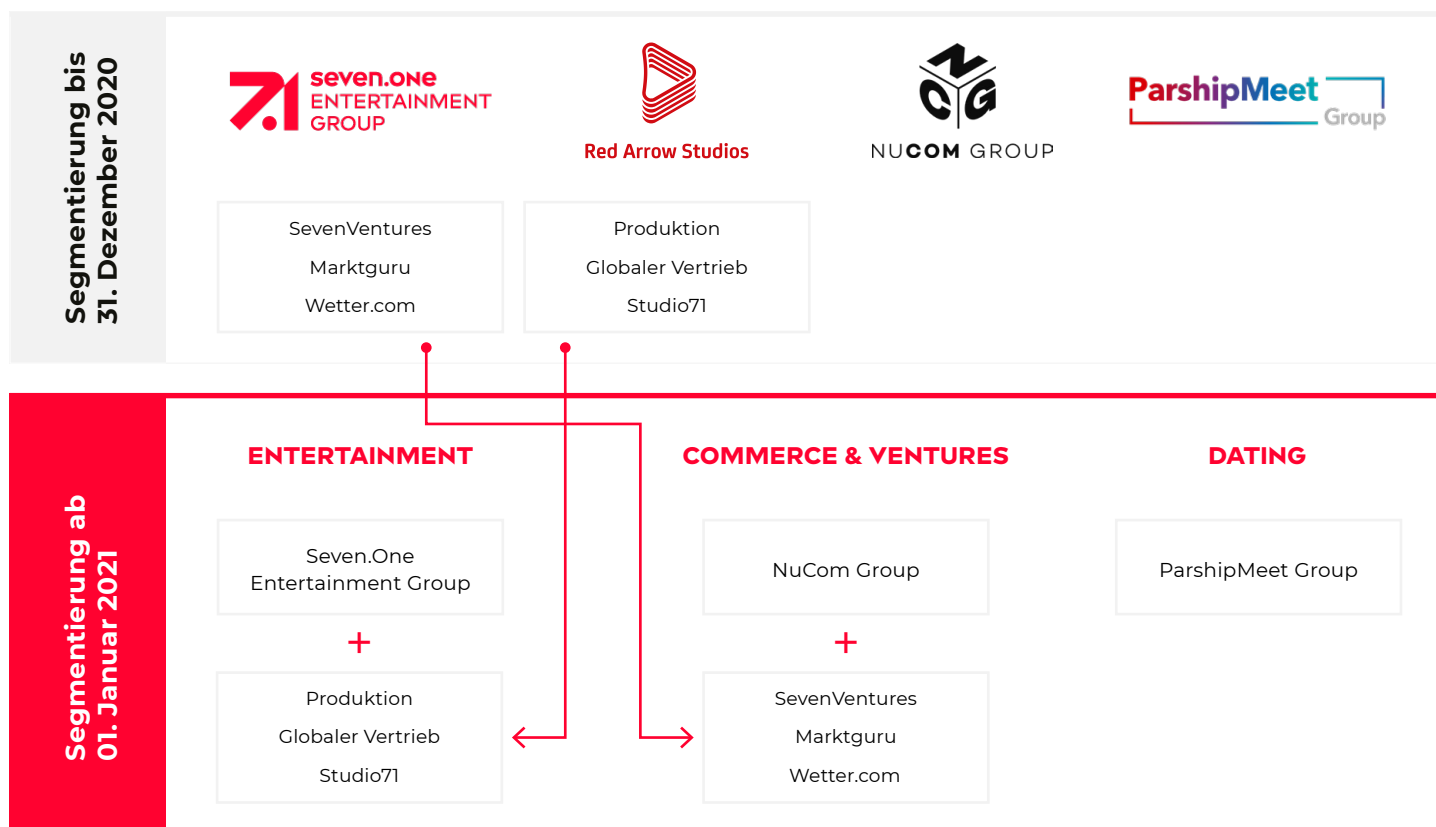 Segmentierung bis
31. Dezember 2020
seven.one
ENTERTAINMENT
GROUP
Red Arrow Studios
NCG
NUCOM GROUP
ParshipMeet
Group
SevenVentures
Marktguru
Wetter.com
Produktion
Globaler Vertrieb
Studio71
Segmentierung ab
01. Januar 2021
ENTERTAINMENT
Seven.One
Entertainment Group
+
Produktion
Globaler Vertrieb
Studio71
COMMERCE & VENTURES
NuCom Group
+
SevenVentures
Marktguru
Wetter.com
DATING
ParshipMeet Group